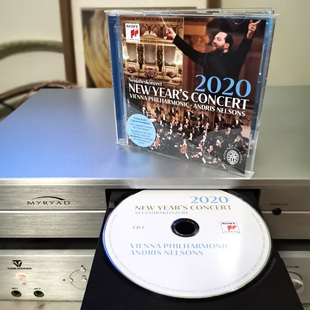 SONY
2020
Neujahrskonzert
NEW YEAR'S CONCERT
VIENNA PHILHARMONIC · ANDRIS NELSONS
MYRYAD
2020
NEW YEAR'S CONCERT
NEUJAHRSKONZERT
CD 1
VIENNA PHILHARMONIC
ANDRIS NELSONS